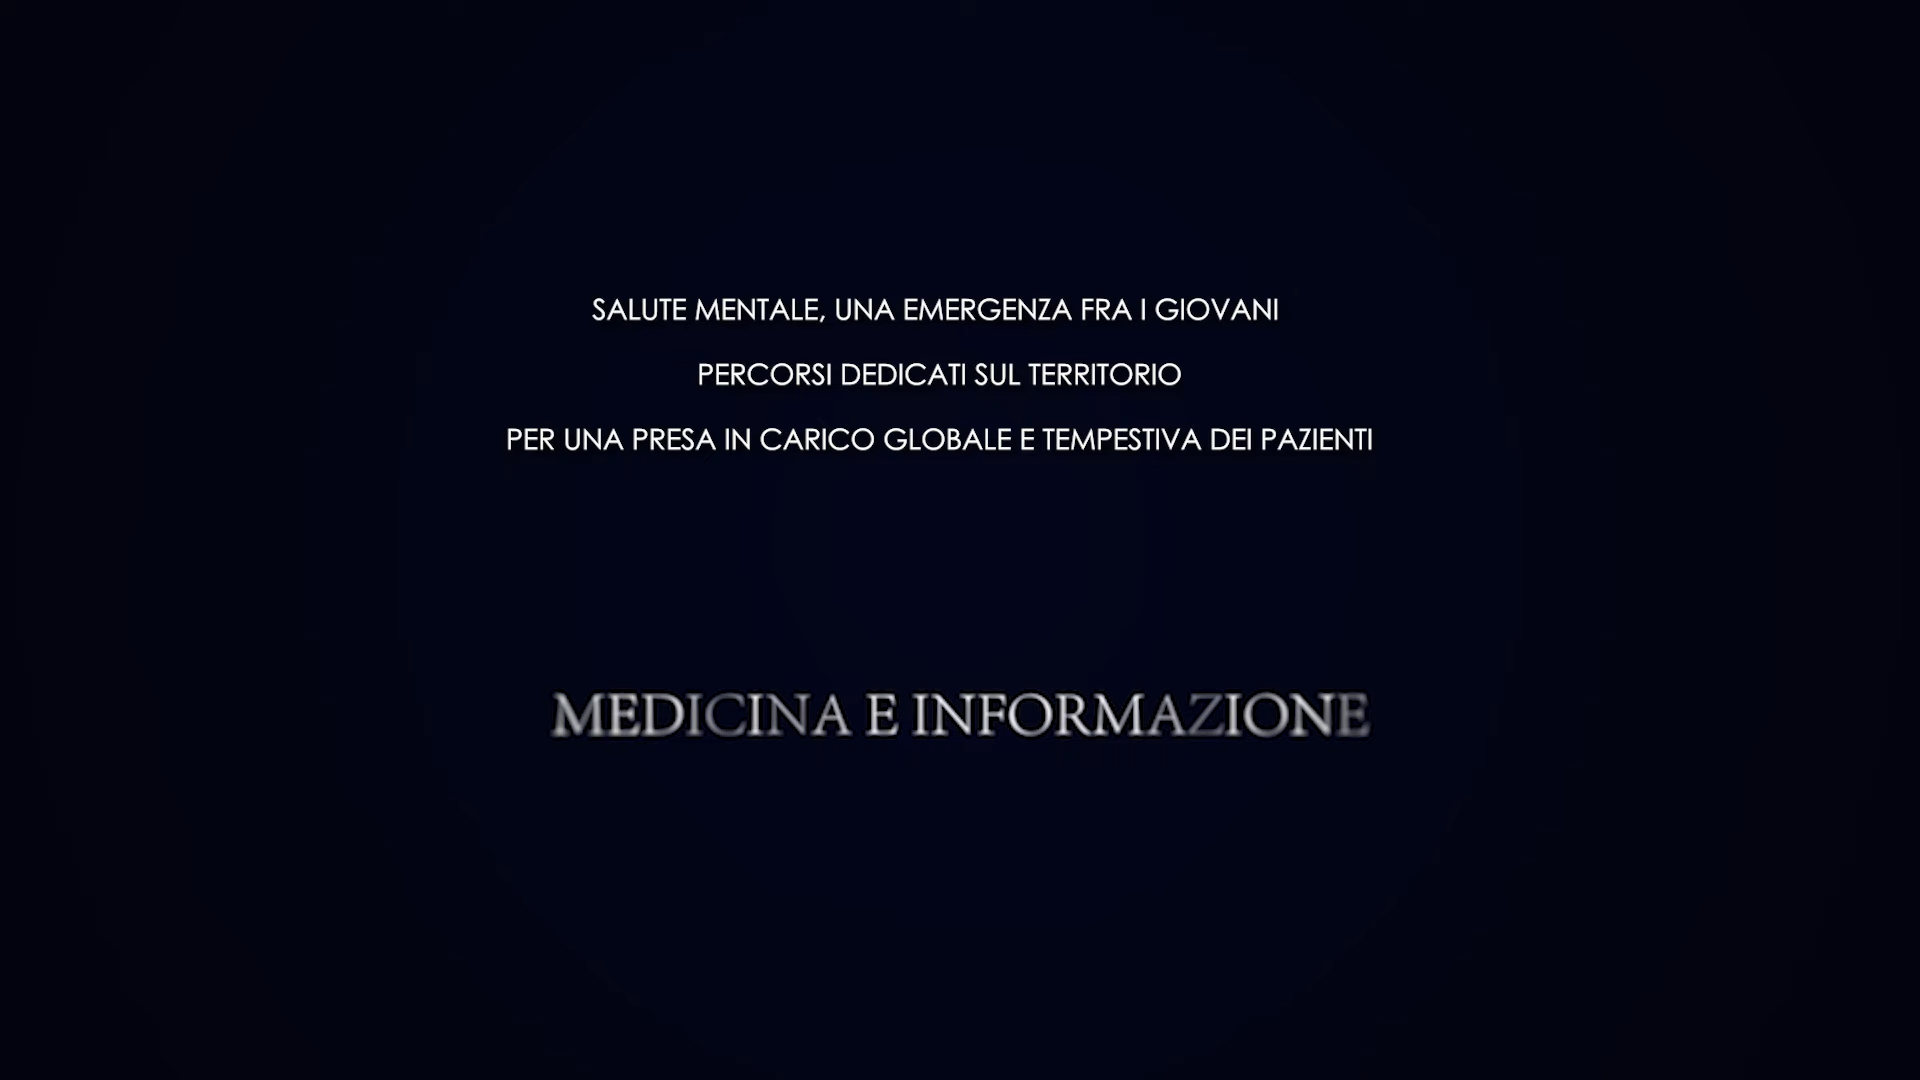 SALUTE MENTALE, UNA EMERGENZA FRA I GIOVANI
PERCORSI DEDICATI SUL TERRITORIO
PER UNA PRESA IN CARICO GLOBALE E TEMPESTIVA DEI PAZIENTI
MEDICINA E INFORMAZIONE